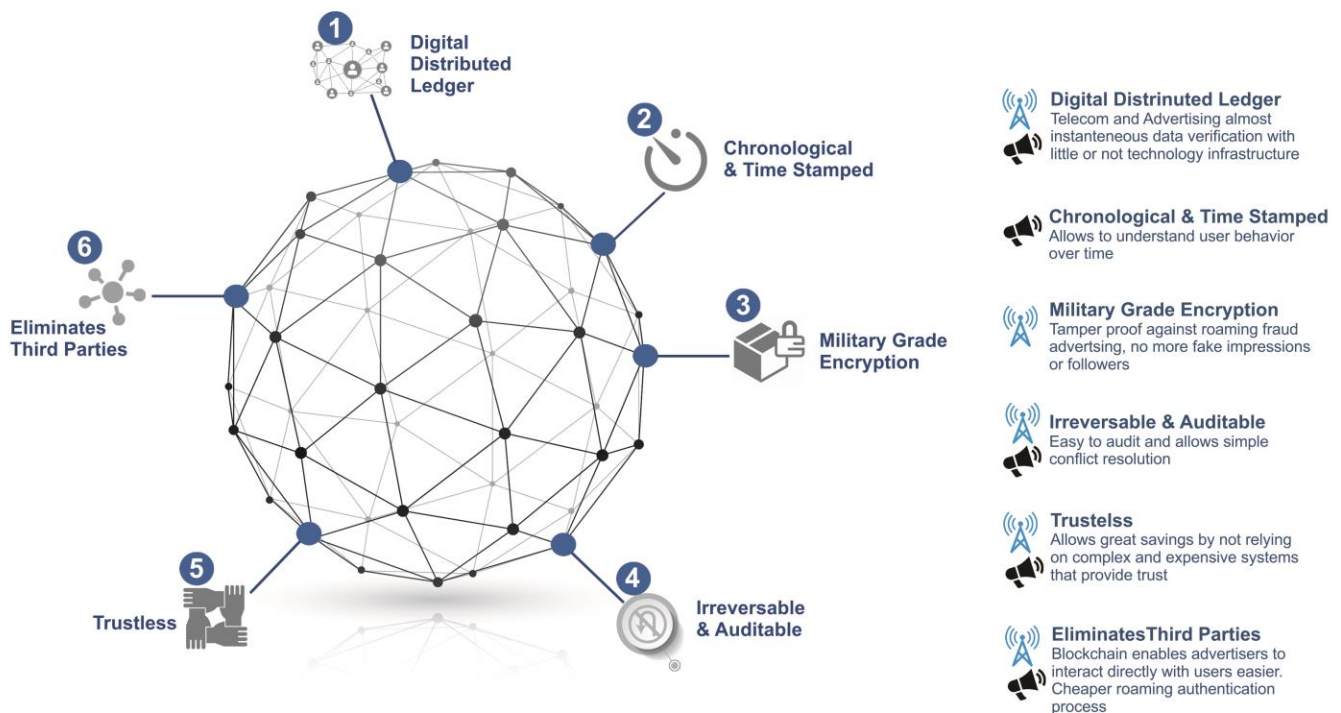 1
Digital
Distributed
Ledger
2
Chronological
& Time Stamped
3
Military Grade
Encryption
4
Irreversable
& Auditable
5
Trustless
6
Eliminates
Third Parties
Digital Distrinuted Ledger
Telecom and Advertising almost
instanteneous data verification with
little or not technology infrastructure
Chronological & Time Stamped
Allows to understand user behavior
over time
Military Grade Encryption
Tamper proof against roaming fraud
advertsing, no more fake impressions
or followers
Irreversable & Auditable
Easy to audit and allows simple
conflict resolution
Trustelss
Allows great savings by not relying
on complex and expensive systems
that provide trust
EliminatesThird Parties
Blockchain enables advertisers to
interact directly with users easier.
Cheaper roaming authentication
process